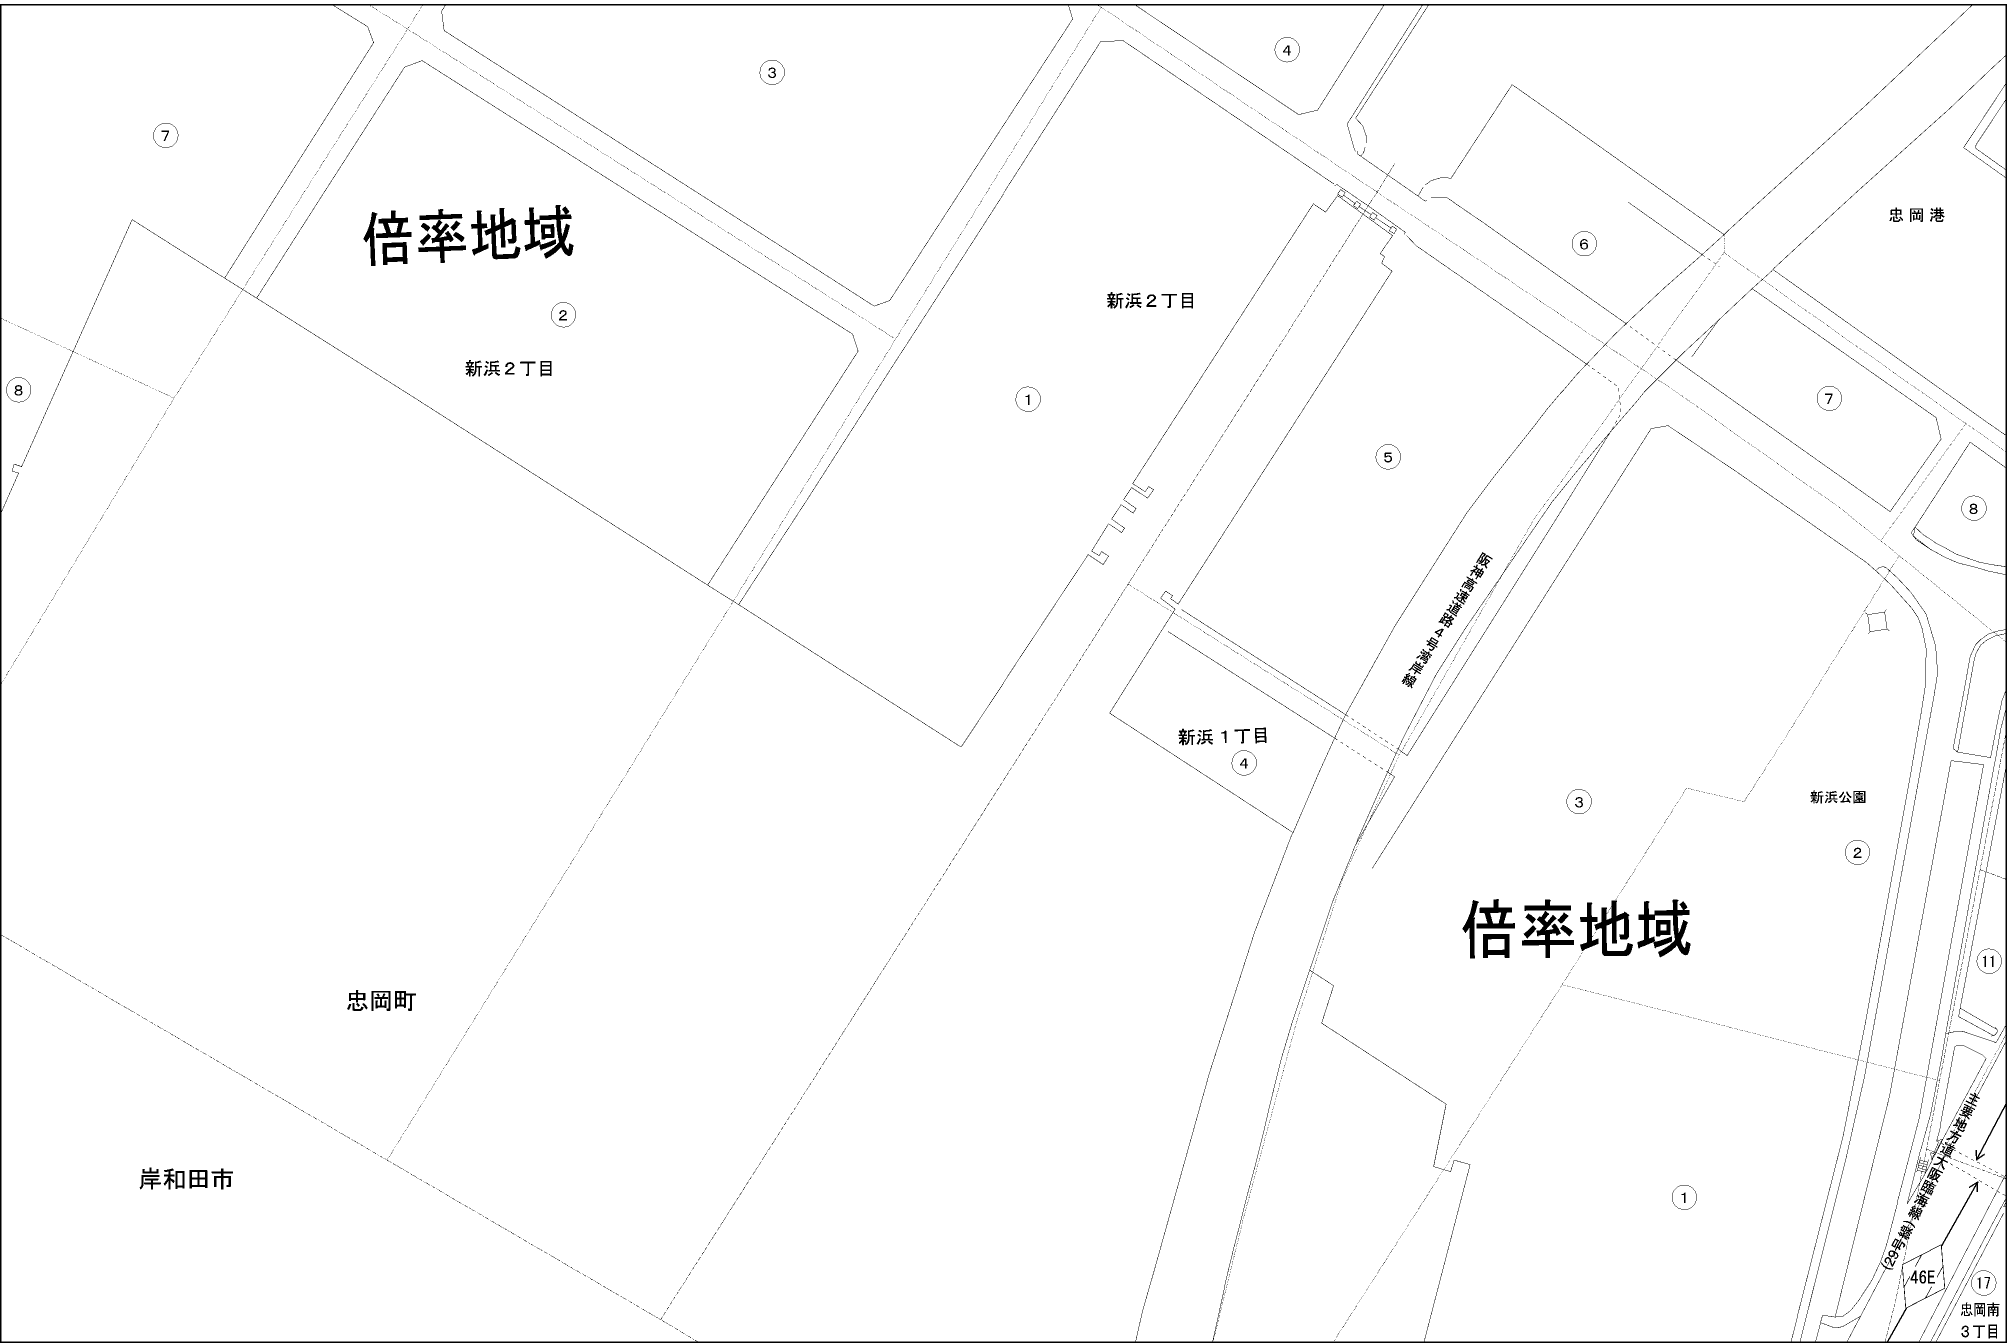 ④
③
⑦
忠岡港
倍率地域
⑥
新浜２丁目
②
新浜２丁目
⑧
①
⑦
⑤
⑧
阪神高速道路４号湾岸線
新浜１丁目
④
③
新浜公園
②
倍率地域
⑪
忠岡町
主要地方道大阪臨海線
(29号線)
岸和田市
①
46E
⑰
忠岡南
３丁目